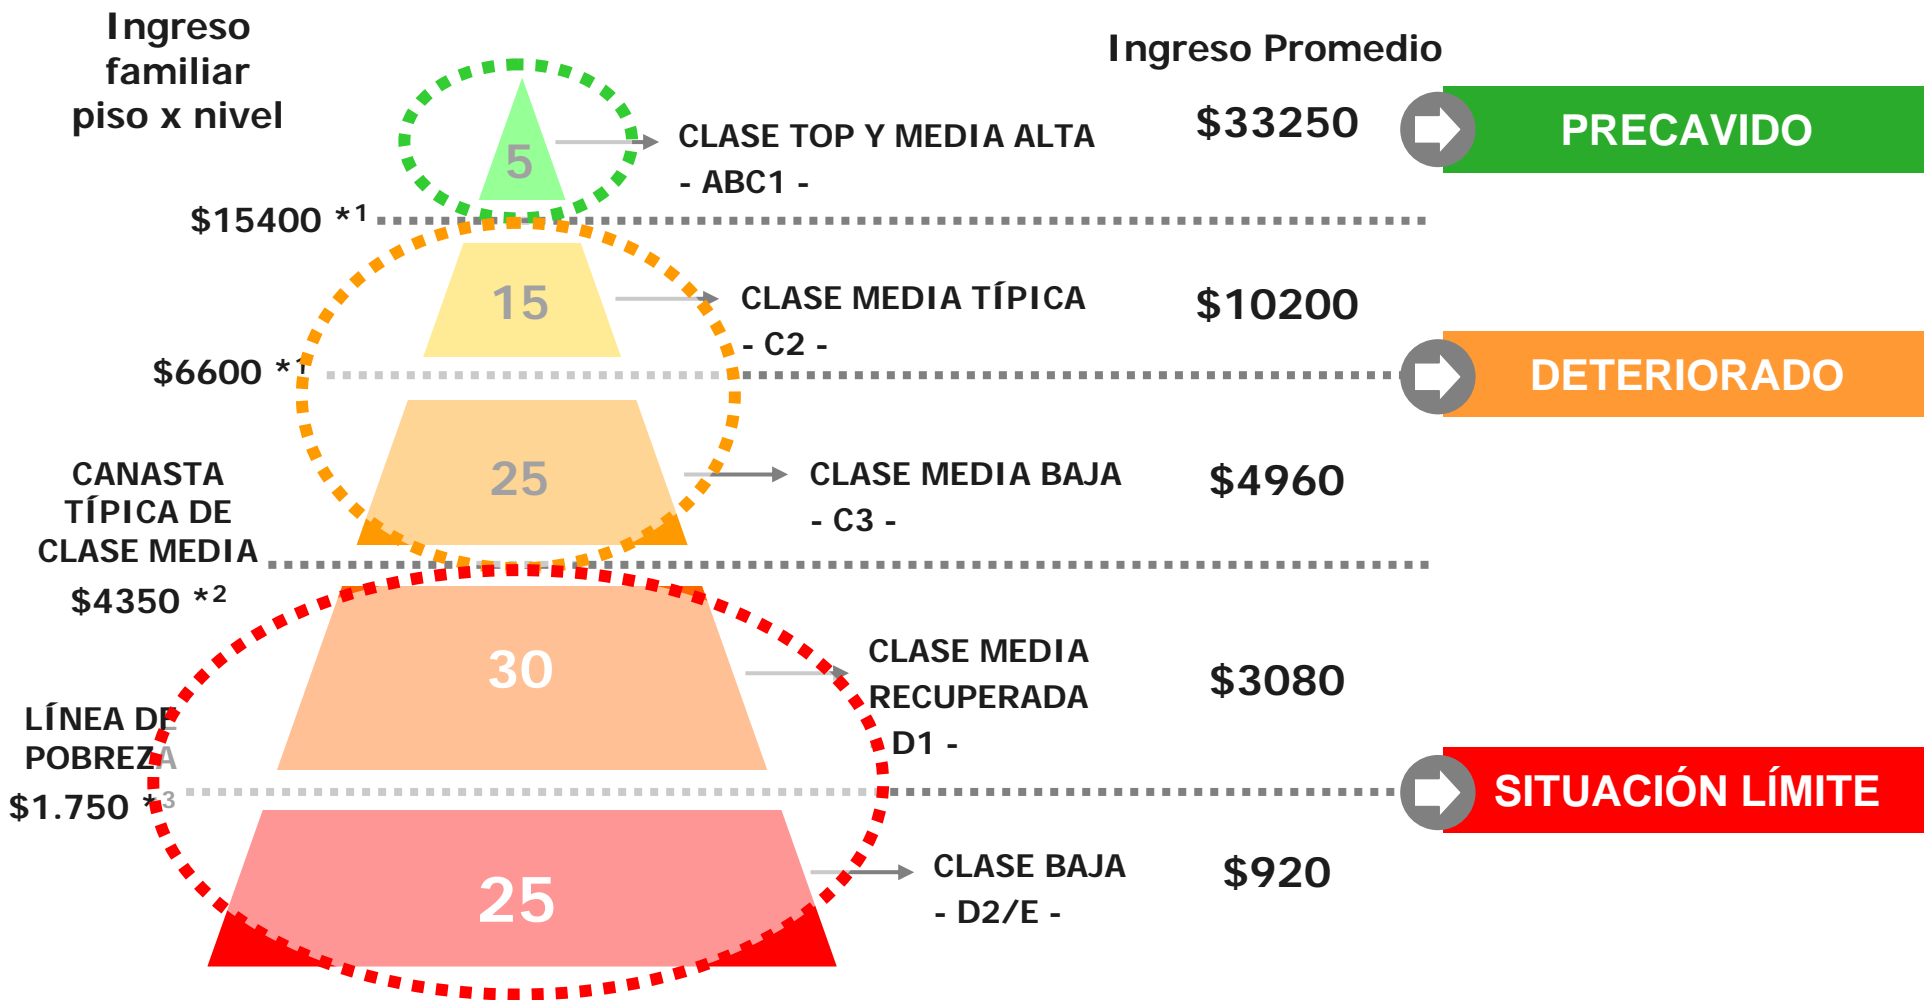 Ingreso
familiar
piso x nivel
Ingreso Promedio
5
CLASE TOP Y MEDIA ALTA
- ABC1 -
$33250
PRECAVIDO
$15400 *1
15
CLASE MEDIA TÍPICA
- C2 -
$10200
$6600 *1
DETERIORADO
25
CLASE MEDIA BAJA
- C3 -
$4960
CANASTA
TÍPICA DE
CLASE MEDIA
$4350 *2
30
CLASE MEDIA
RECUPERADA
- D1 -
$3080
LÍNEA DE
POBREZA
$1.750 *3
SITUACIÓN LÍMITE
25
CLASE BAJA
- D2/E -
$920